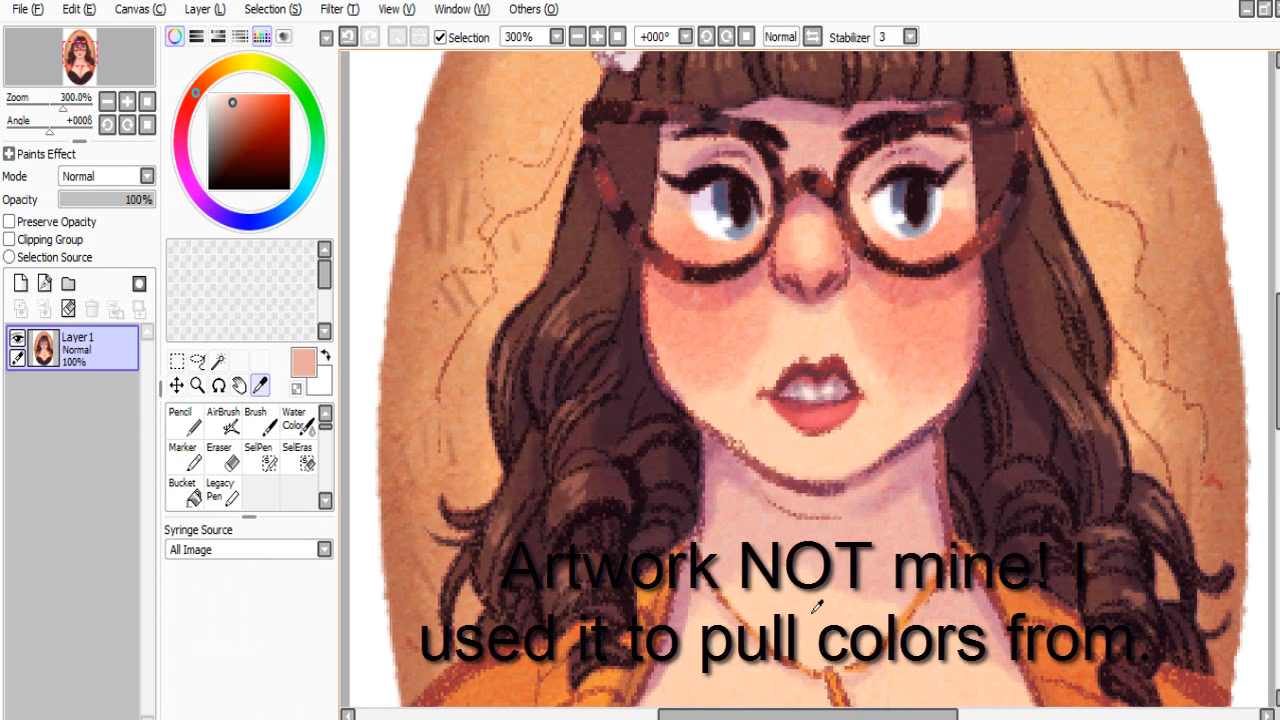 File (F) Edit (E) Canvas (C) Layer (L) Selection (S) Filter (T) View (V) Window (W) Others (O)
Selection 300% +000° Normal Stabilizer 3
Zoom 300.0%
Angle +0008
Paints Effect
Mode Normal
Opacity 100%
Preserve Opacity
Clipping Group
Selection Source
Layer1
Normal
100%
Pencil AirBrush Brush Water Color
Marker Eraser SelPen SelEras
Bucket Legacy Pen
Syringe Source
All Image
Artwork NOT mine! I
used it to pull colors from.